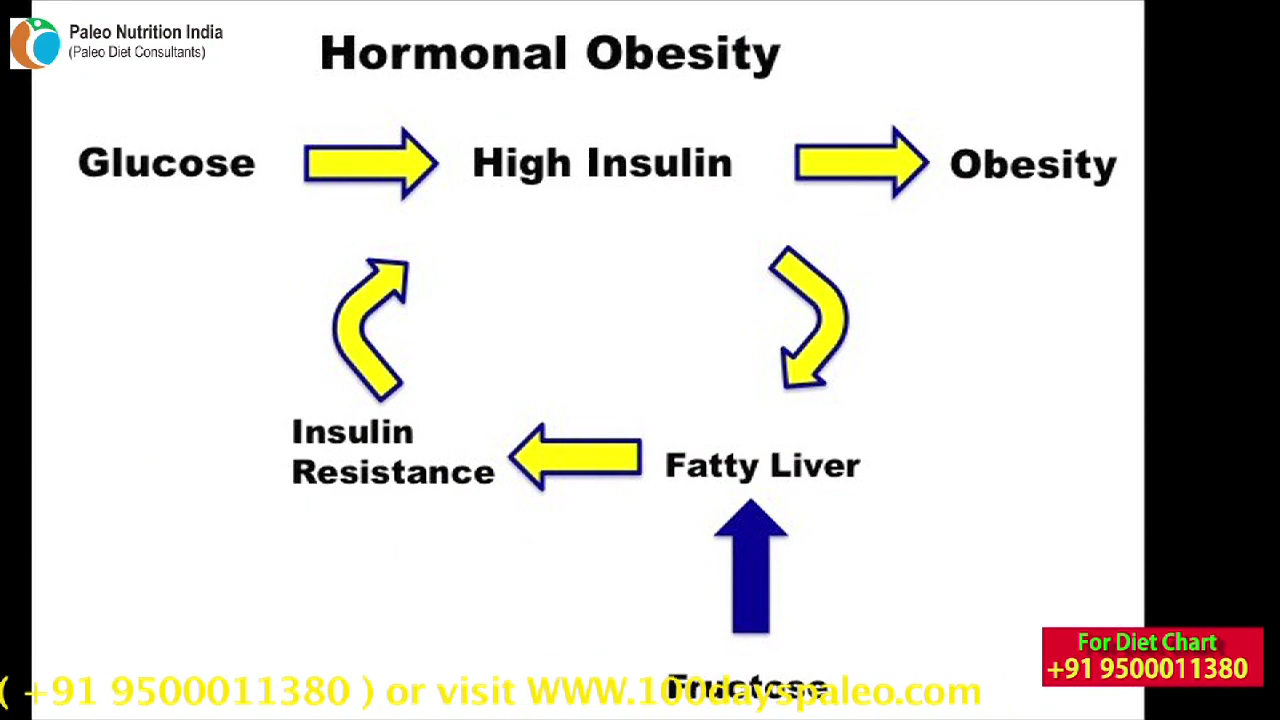 Paleo Nutrition India
(Paleo Diet Consultants)
Hormonal Obesity
Glucose
High Insulin
Obesity
Insulin
Resistance
Fatty Liver
Fructose
For Diet Chart
+91 9500011380
( +91 9500011380 ) or visit WWW.100dayspaleo.com